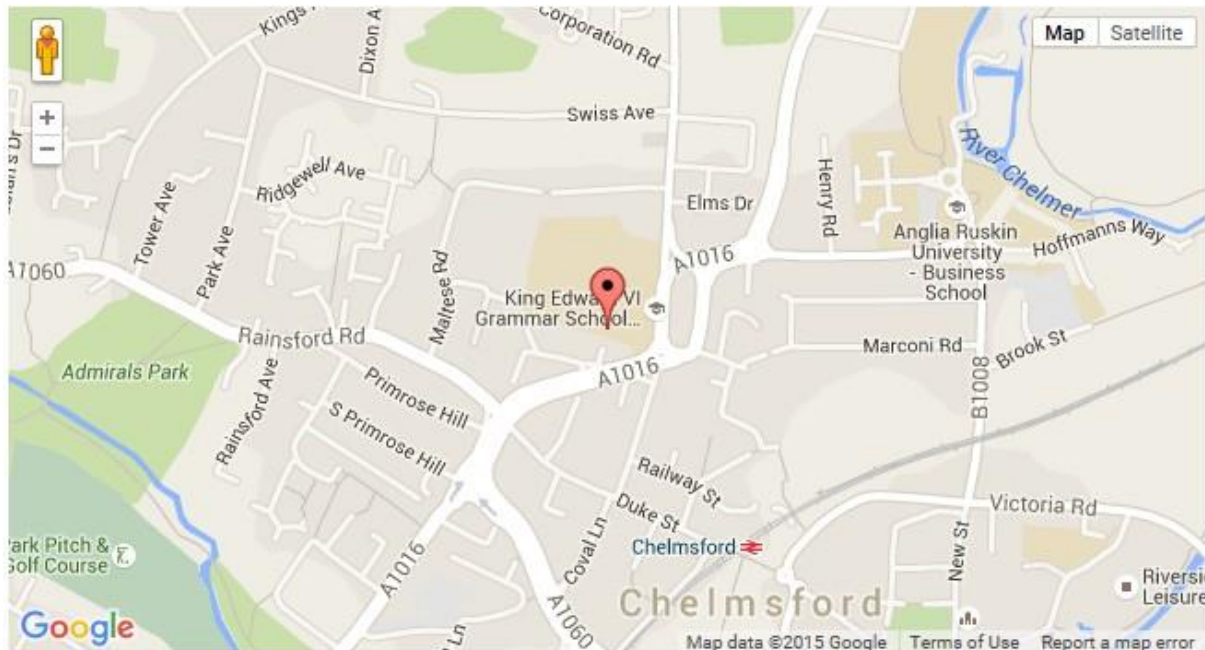 Kings
Dixon A
Corporation Rd
Map
Satellite
+
−
Swiss Ave
Tower Ave
Park Ave
Ridgewell Ave
Maltese Rd
Elms Dr
Henry Rd
River Chelmer
A1016
Anglia Ruskin
University
- Business
School
Hoffmanns Way
A1060
King Edward VI
Grammar School...
Rainsford Rd
Admirals Park
Rainsford Ave
Primrose Hill
S Primrose Hill
A1016
Marconi Rd
Brook St
B1008
Railway St
Duke St
Coval Ln
Victoria Rd
New St
Chelmsford
Park Pitch &
Golf Course
A1016
A1060
Ln
Chelmsford
Riversi
Leisure
Google
Map data ©2015 Google
Terms of Use
Report a map error